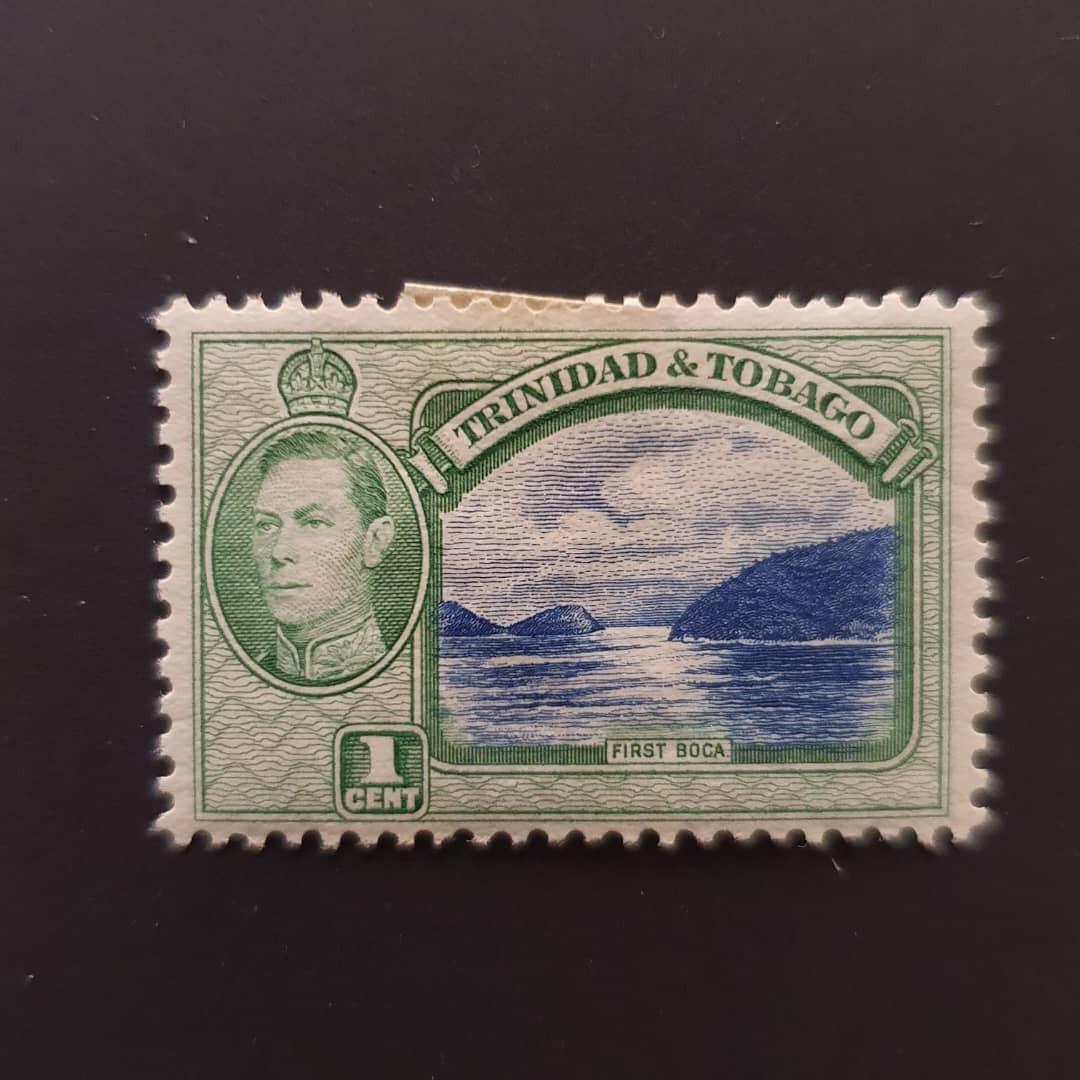 TRINIDAD & TOBAGO
FIRST BOCA.
1
CENT